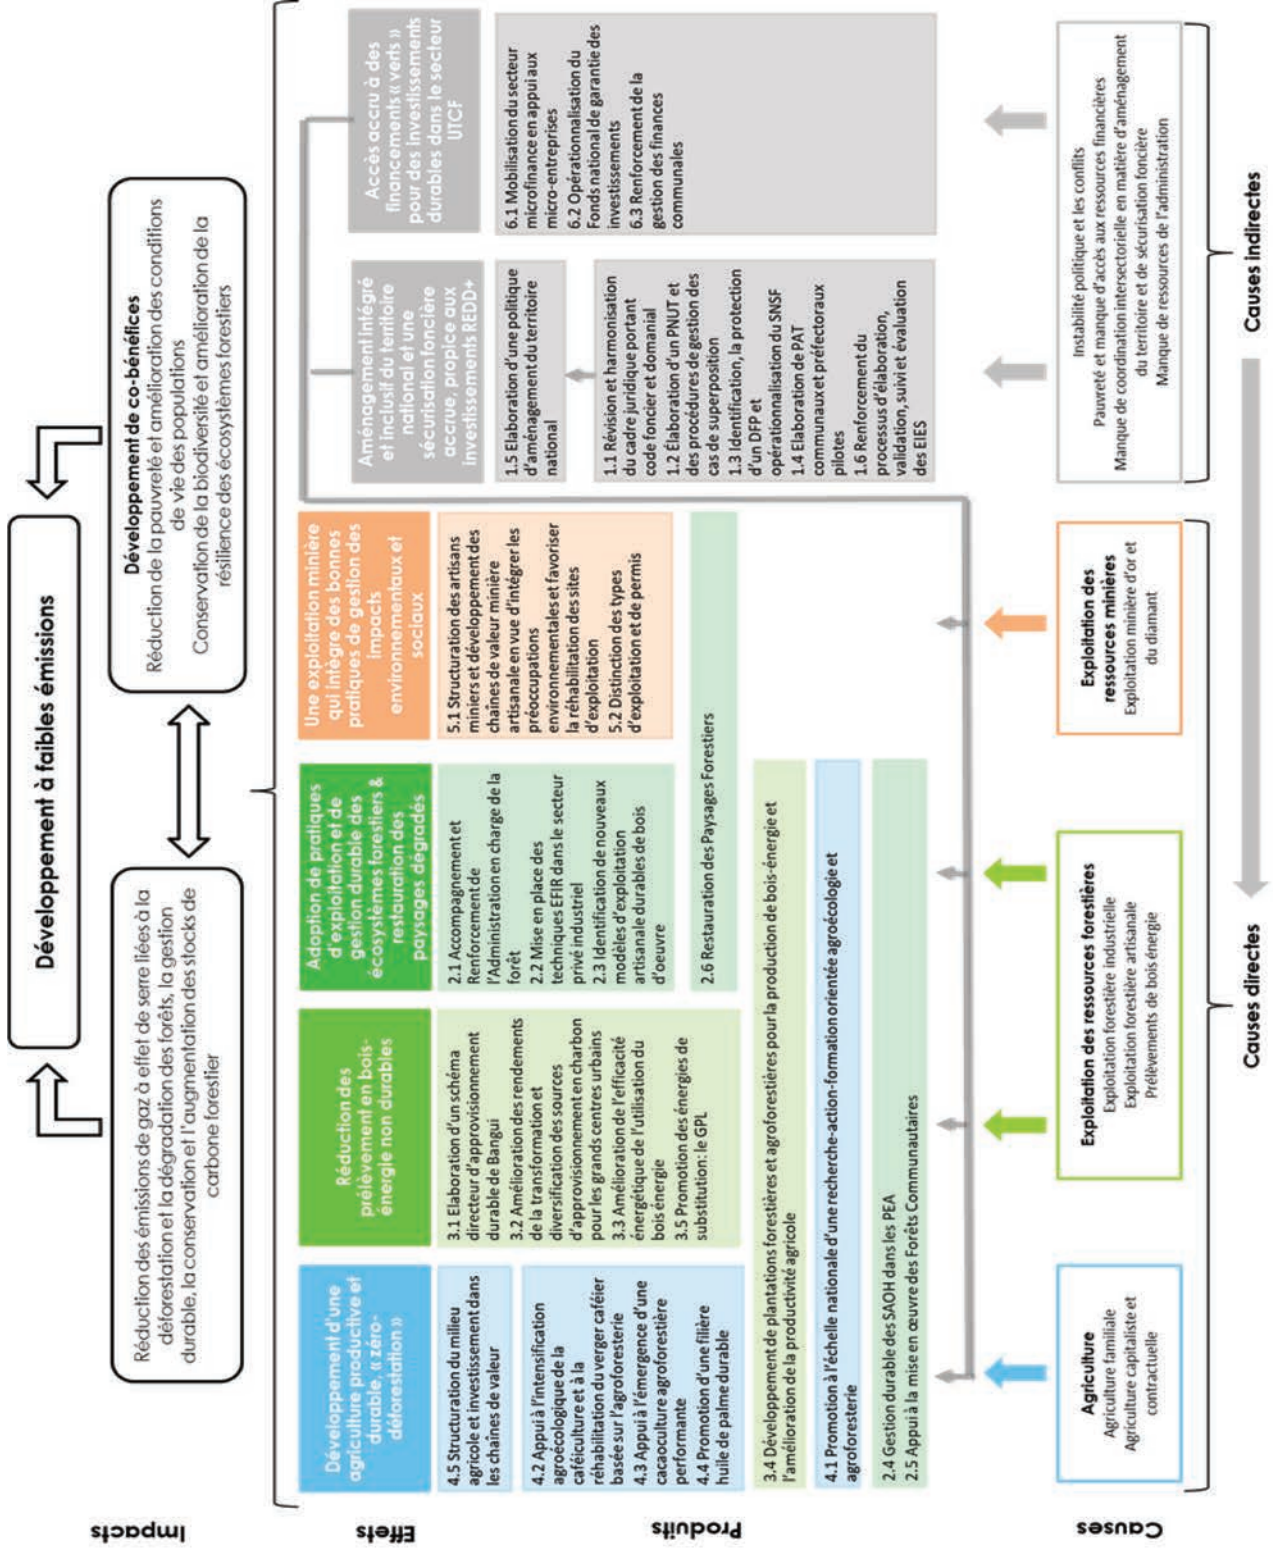 Impacts
Développement à faibles émissions
Réduction des émissions de gaz à effet de serre liées à la
déforestation et la dégradation des forêts, la gestion
durable, la conservation et l'augmentation des stocks de
carbone forestier
Développement de co-bénéfices
Réduction de la pauvreté et amélioration des conditions
de vie des populations
Conservation de la biodiversité et amélioration de la
résilience des écosystèmes forestiers
Effets
Développement d'une
agriculture productive et
durable, « zéro-
déforestation »
Réduction des
prélèvement en bois-
énergie non durables
Adoption de pratiques
d'exploitation et de
gestion durable des
écosystèmes forestiers &
restauration des
paysages dégradés
Une exploitation minière
qui intègre des bonnes
pratiques de gestion des
impacts
environnementaux et
sociaux
Aménagement Intégré
et inclusif du territoire
national et une
sécurisation foncière
accrue, propice aux
investissements REDD+
Accès accru à des
financements « verts »
pour des investissements
durables dans le secteur
UTCF
Produits
4.5 Structuration du milieu
agricole et investissement dans
les chaînes de valeur
4.2 Appui à l'intensification
agroécologique de la
caféiculture et à la
réhabilitation du verger caféier
basée sur l'agroforesterie
4.3 Appui à l'émergence d'une
cacaoculture agroforestière
performante
4.4 Promotion d'une filière
huile de palme durable
3.1 Elaboration d'un schéma
directeur d'approvisionnement
durable de Bangui
3.2 Amélioration des rendements
de la transformation et
diversification des sources
d'approvisionnement en charbon
pour les grands centres urbains
3.3 Amélioration de l'efficacité
énergétique de l'utilisation du
bois énergie
3.5 Promotion des énergies de
substitution: le GPL
2.1 Accompagnement et
Renforcement de
l'Administration en charge de la
forêt
2.2 Mise en place des
techniques EFIR dans le secteur
privé industriel
2.3 Identification de nouveaux
modèles d'exploitation
artisanale durables de bois
d'oeuvre
5.1 Structuration des artisans
miniers et développement des
chaînes de valeur minière
artisanale en vue d'intégrer les
préoccupations
environnementales et favoriser
la réhabilitation des sites
d'exploitation
5.2 Distinction des types
d'exploitation et de permis
2.6 Restauration des Paysages Forestiers
3.4 Développement de plantations forestières et agroforestières pour la production de bois-énergie et
l'amélioration de la productivité agricole
4.1 Promotion à l'échelle nationale d'une recherche-action-formation orientée agroécologie et
agroforesterie
2.4 Gestion durable des SAOH dans les PEA
2.5 Appui à la mise en œuvre des Forêts Communautaires
1.5 Elaboration d'une politique
d'aménagement du territoire
national
1.1 Révision et harmonisation
du cadre juridique portant
code foncier et domanial
1.2 Élaboration d'un PNUT et
des procédures de gestion des
cas de superposition
1.3 Identification, la protection
d'un DFP et
opérationnalisation du SNSF
1.4 Elaboration de PAT
communaux et préfectoraux
pilotes
1.6 Renforcement du
processus d'élaboration,
validation, suivi et évaluation
des EIES
6.1 Mobilisation du secteur
microfinance en appui aux
micro-entreprises
6.2 Opérationnalisation du
Fonds national de garantie des
investissements
6.3 Renforcement de la
gestion des finances
communales
Causes
Agriculture
Agriculture familiale
Agriculture capitaliste et
contractuelle
Exploitation des ressources forestières
Exploitation forestière industrielle
Exploitation forestière artisanale
Prélèvements de bois énergie
Exploitation des
ressources minières
Exploitation minière d'or et
du diamant
Instabilité politique et les conflits
Pauvreté et manque d'accès aux ressources financières
Manque de coordination intersectorielle en matière d'aménagement
du territoire et de sécurisation foncière
Manque de ressources de l'administration
Causes directes
Causes indirectes